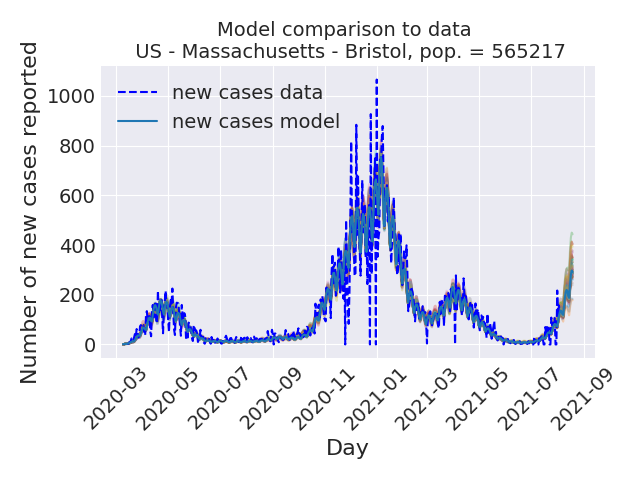 Model comparison to data
US - Massachusetts - Bristol, pop. = 565217
Number of new cases reported
1000
800
600
400
200
0
new cases data
new cases model
2020-03
2020-05
2020-07
2020-09
2020-11
2021-01
2021-03
2021-05
2021-07
2021-09
Day